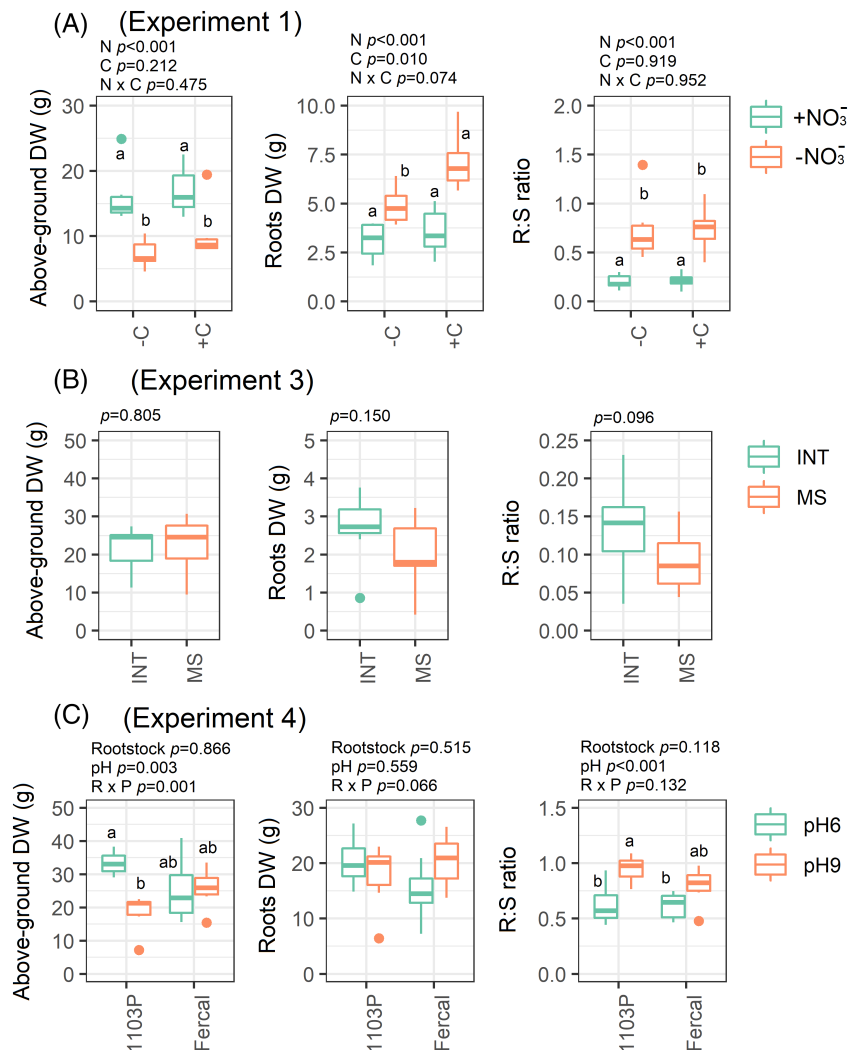 (A) (Experiment 1)
N p<0.001
C p=0.212
N x C p=0.475
N p<0.001
C p=0.010
N x C p=0.074
N p<0.001
C p=0.919
N x C p=0.952
Above-ground DW (g)
30
20
10
0
a
b
a
b
-C
+C
Roots DW (g)
10.0
7.5
5.0
2.5
0.0
a
b
a
a
-C
+C
R:S ratio
2.0
1.5
1.0
0.5
0.0
a
b
a
b
-C
+C
+NO₃⁻
-NO₃⁻
(B) (Experiment 3)
p=0.805
p=0.150
p=0.096
Above-ground DW (g)
50
40
30
20
10
0
INT
MS
Roots DW (g)
5
4
3
2
1
0
INT
MS
R:S ratio
0.25
0.20
0.15
0.10
0.05
0.00
INT
MS
INT
MS
(C) (Experiment 4)
Rootstock p=0.866
pH p=0.003
R x P p=0.001
Rootstock p=0.515
pH p=0.559
R x P p=0.066
Rootstock p=0.118
pH p<0.001
R x P p=0.132
Above-ground DW (g)
50
40
30
20
10
0
a
b
ab
ab
1103P
Fercal
Roots DW (g)
30
20
10
0
1103P
Fercal
R:S ratio
1.5
1.0
0.5
0.0
b
a
b
ab
1103P
Fercal
pH6
pH9